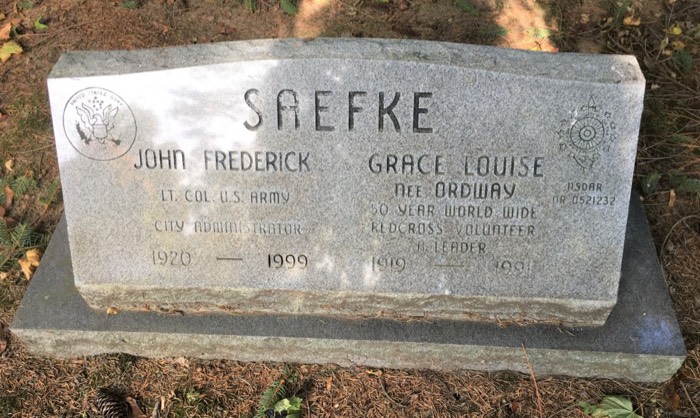 SAEFKE
JOHN FREDERICK
LT. COL. U.S. ARMY
CITY ADMINISTRATOR
1920 — 1999
GRACE LOUISE
NEE ORDWAY
50 YEAR WORLD WIDE
REDCROSS VOLUNTEER
A LEADER
1919 —
NSDAR
NR 0521232